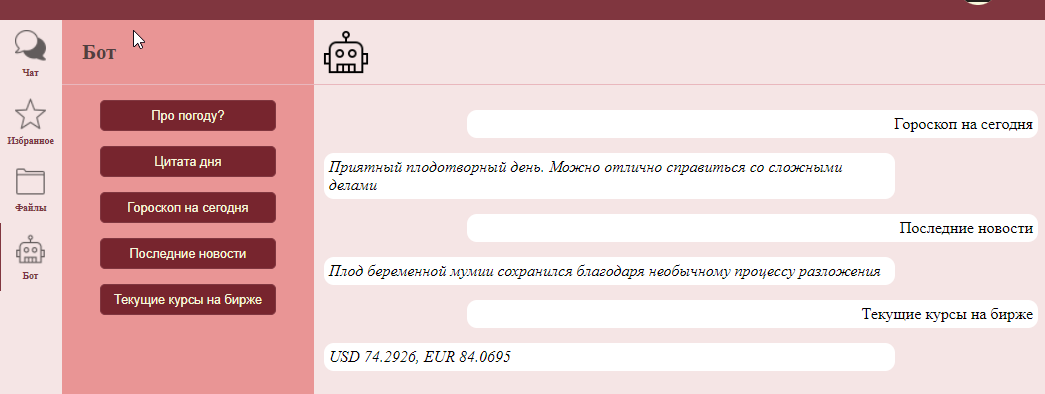 Чат
Избранное
Файлы
Бот
Бот
Про погоду?
Цитата дня
Гороскоп на сегодня
Последние новости
Текущие курсы на бирже
Гороскоп на сегодня
Приятный плодотворный день. Можно отлично справиться со сложными
делами
Последние новости
Плод беременной мумии сохранился благодаря необычному процессу разложения
Текущие курсы на бирже
USD 74.2926, EUR 84.0695